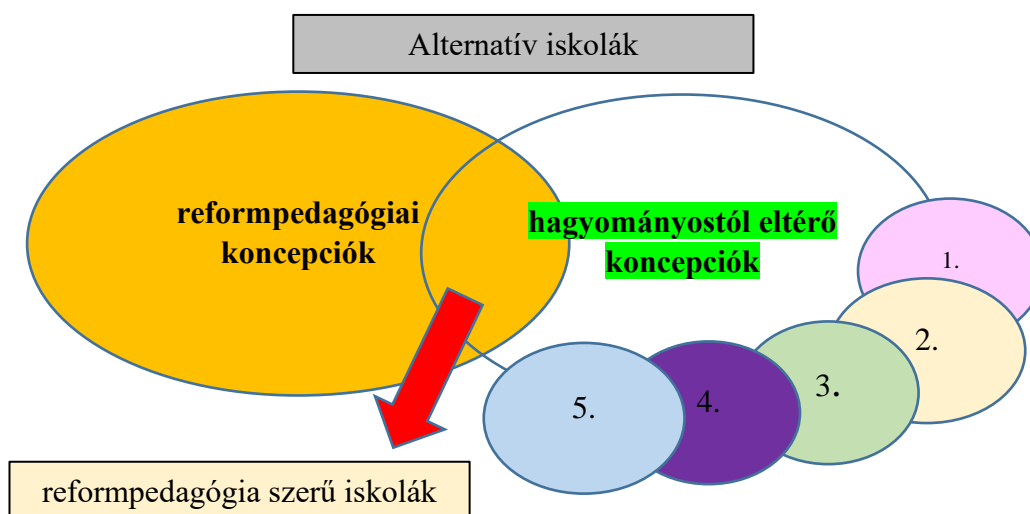 Alternatív iskolák
reformpedagógiai
koncepciók
hagyományostól eltérő
koncepciók
1.
2.
3.
4.
5.
reformpedagógia szerű iskolák